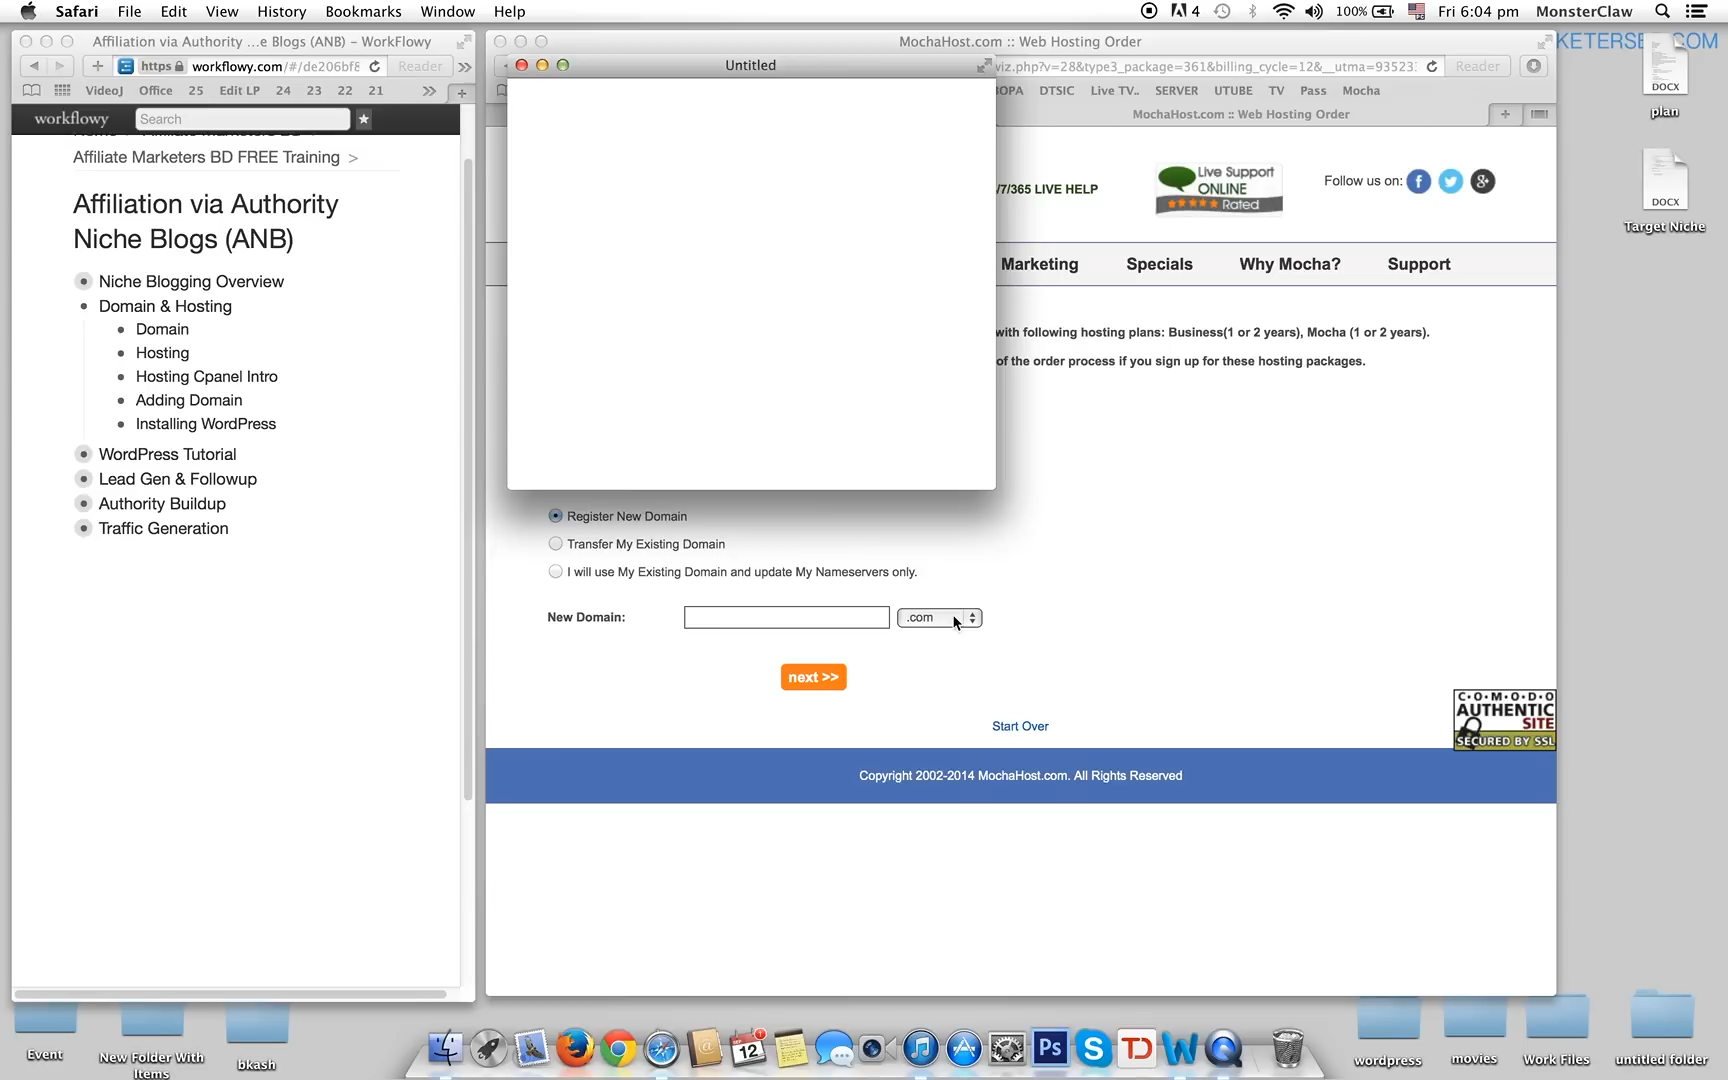 Safari File Edit View History Bookmarks Window Help
4 100% Fri 6:04 pm MonsterClaw
Affiliation via Authority ...e Blogs (ANB) – WorkFlowy
https workflowy.com/#/de206bf8 Reader
VideoJ Office 25 Edit LP 24 23 22 21
workflowy Search
Affiliate Marketers BD FREE Training >
Affiliation via Authority
Niche Blogs (ANB)
Niche Blogging Overview
Domain & Hosting
Domain
Hosting
Hosting Cpanel Intro
Adding Domain
Installing WordPress
WordPress Tutorial
Lead Gen & Followup
Authority Buildup
Traffic Generation
MochaHost.com :: Web Hosting Order
Untitled
wiz.php?v=28&type3_package=361&billing_cycle=12&__utma=93523: Reader
OPA DTSIC Live TV.. SERVER UTUBE TV Pass Mocha
MochaHost.com :: Web Hosting Order
/7/365 LIVE HELP
Live Support
ONLINE
Rated
Follow us on:
Marketing Specials Why Mocha? Support
with following hosting plans: Business(1 or 2 years), Mocha (1 or 2 years).
of the order process if you sign up for these hosting packages.
Register New Domain
Transfer My Existing Domain
I will use My Existing Domain and update My Nameservers only.
New Domain: .com
next >>
Start Over
C·O·M·O·D·O
AUTHENTIC
SITE
SECURED BY SSL
Copyright 2002-2014 MochaHost.com. All Rights Reserved
DOCX
plan
DOCX
Target Niche
Event
New Folder With
Items
bkash
12
Ps
TD
wordpress
movies
Work Files
untitled folder